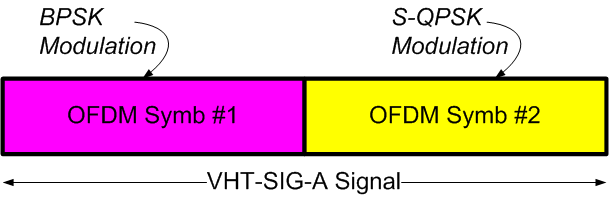 BPSK
Modulation
S-QPSK
Modulation
OFDM Symb #1
OFDM Symb #2
VHT-SIG-A Signal